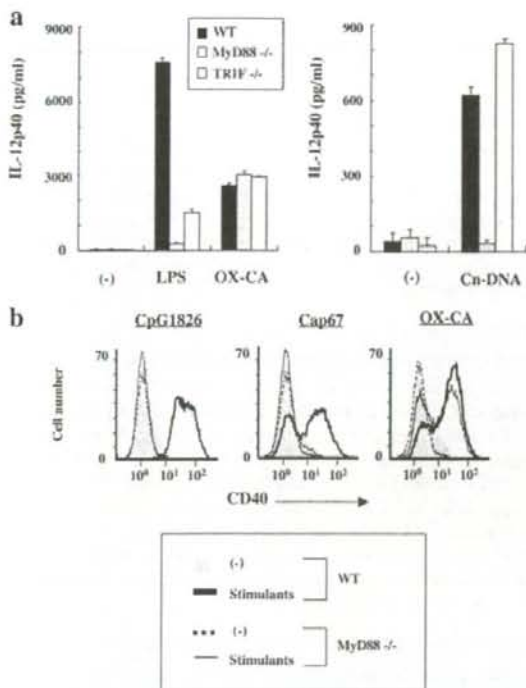 a
9000
6000
3000
0
IL-12p40 (pg/ml)
WT
MyD88 -/-
TRIF -/-
(-) LPS OX-CA
900
600
300
0
IL-12p40 (pg/ml)
(-) Cn-DNA
b
CpG1826 Cap67 OX-CA
70 70 70
Cell number
0 0 0
10⁰ 10¹ 10² 10⁰ 10¹ 10² 10⁰ 10¹ 10²
CD40
(-)
Stimulants
WT
(-)
Stimulants
MyD88 -/-